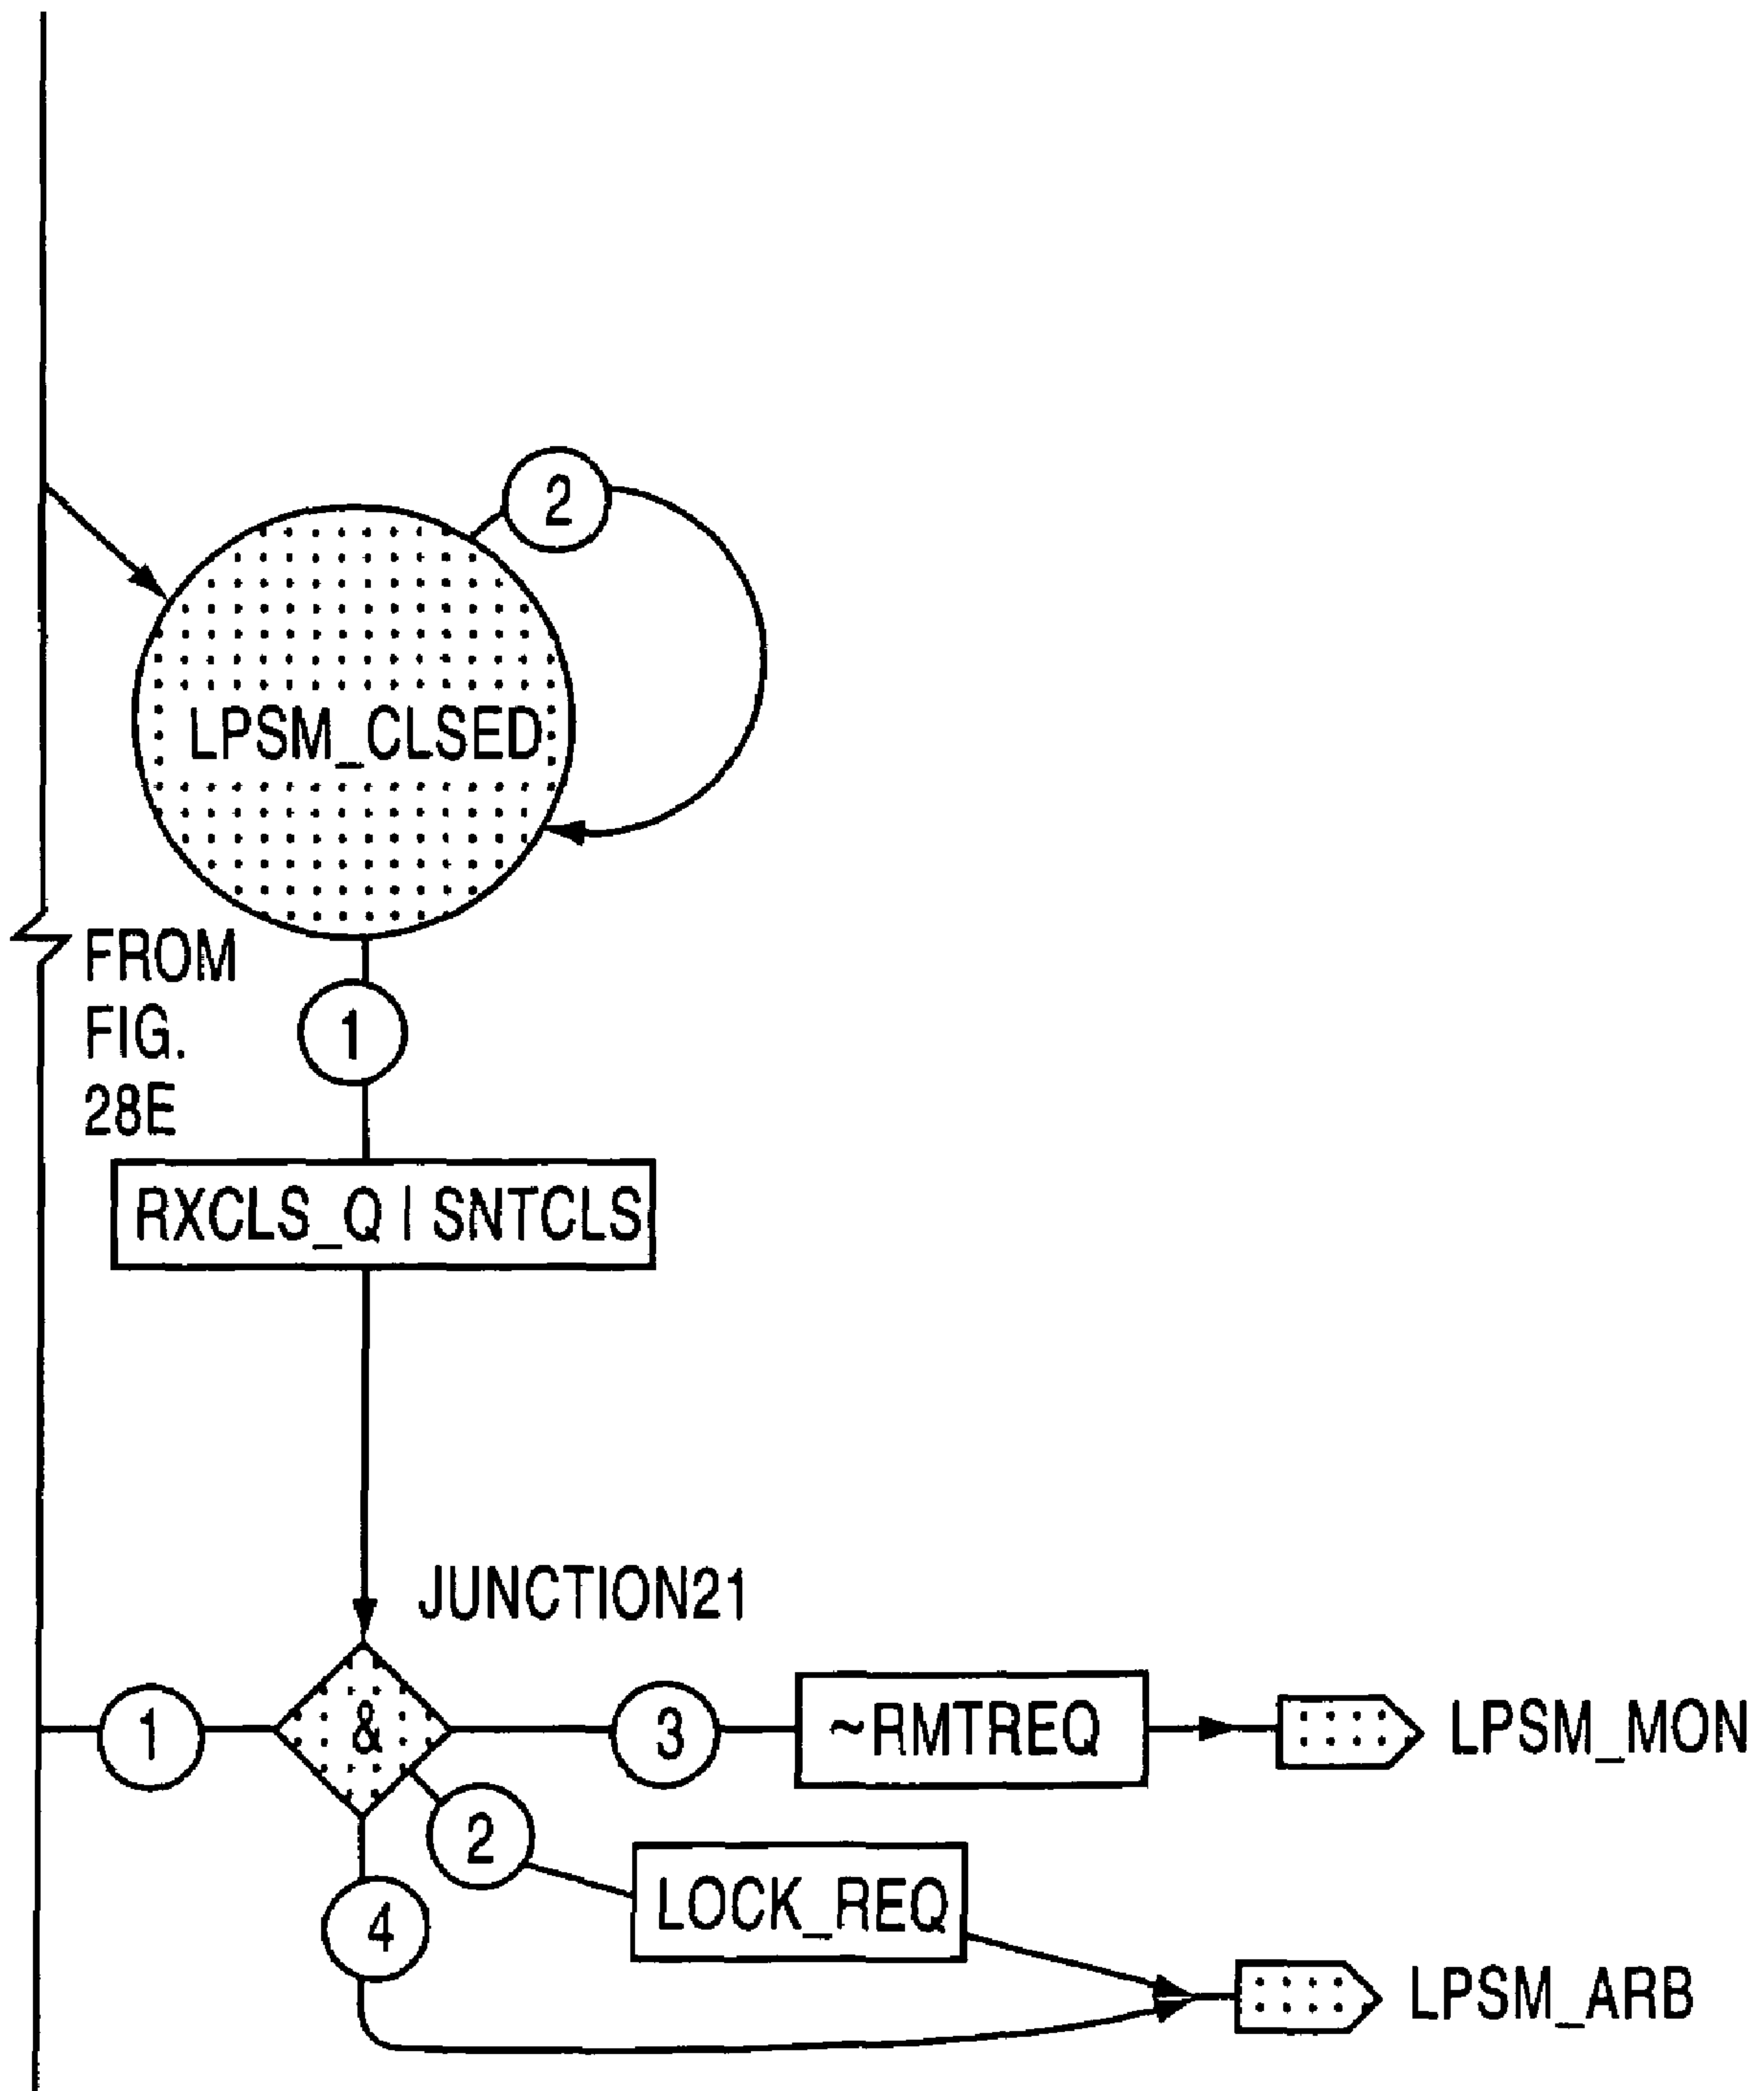 2
LPSM_CLSED
FROM
FIG.
28E
1
RXCLS_Q | SNTCLS
JUNCTION21
1
&
3
~RMTREQ
LPSM_MON
2
LOCK_REQ
4
LPSM_ARB